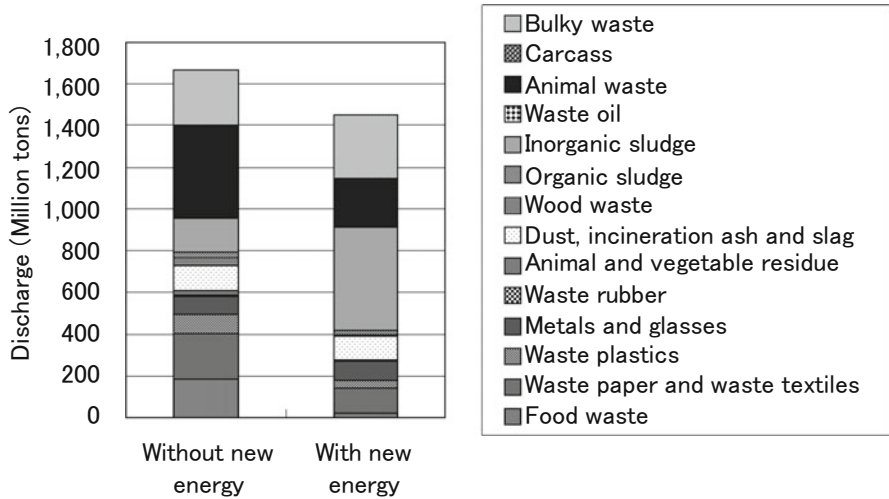 Discharge (Million tons)
1,800
1,600
1,400
1,200
1,000
800
600
400
200
0
Without new
energy
With new
energy
Bulky waste
Carcass
Animal waste
Waste oil
Inorganic sludge
Organic sludge
Wood waste
Dust, incineration ash and slag
Animal and vegetable residue
Waste rubber
Metals and glasses
Waste plastics
Waste paper and waste textiles
Food waste